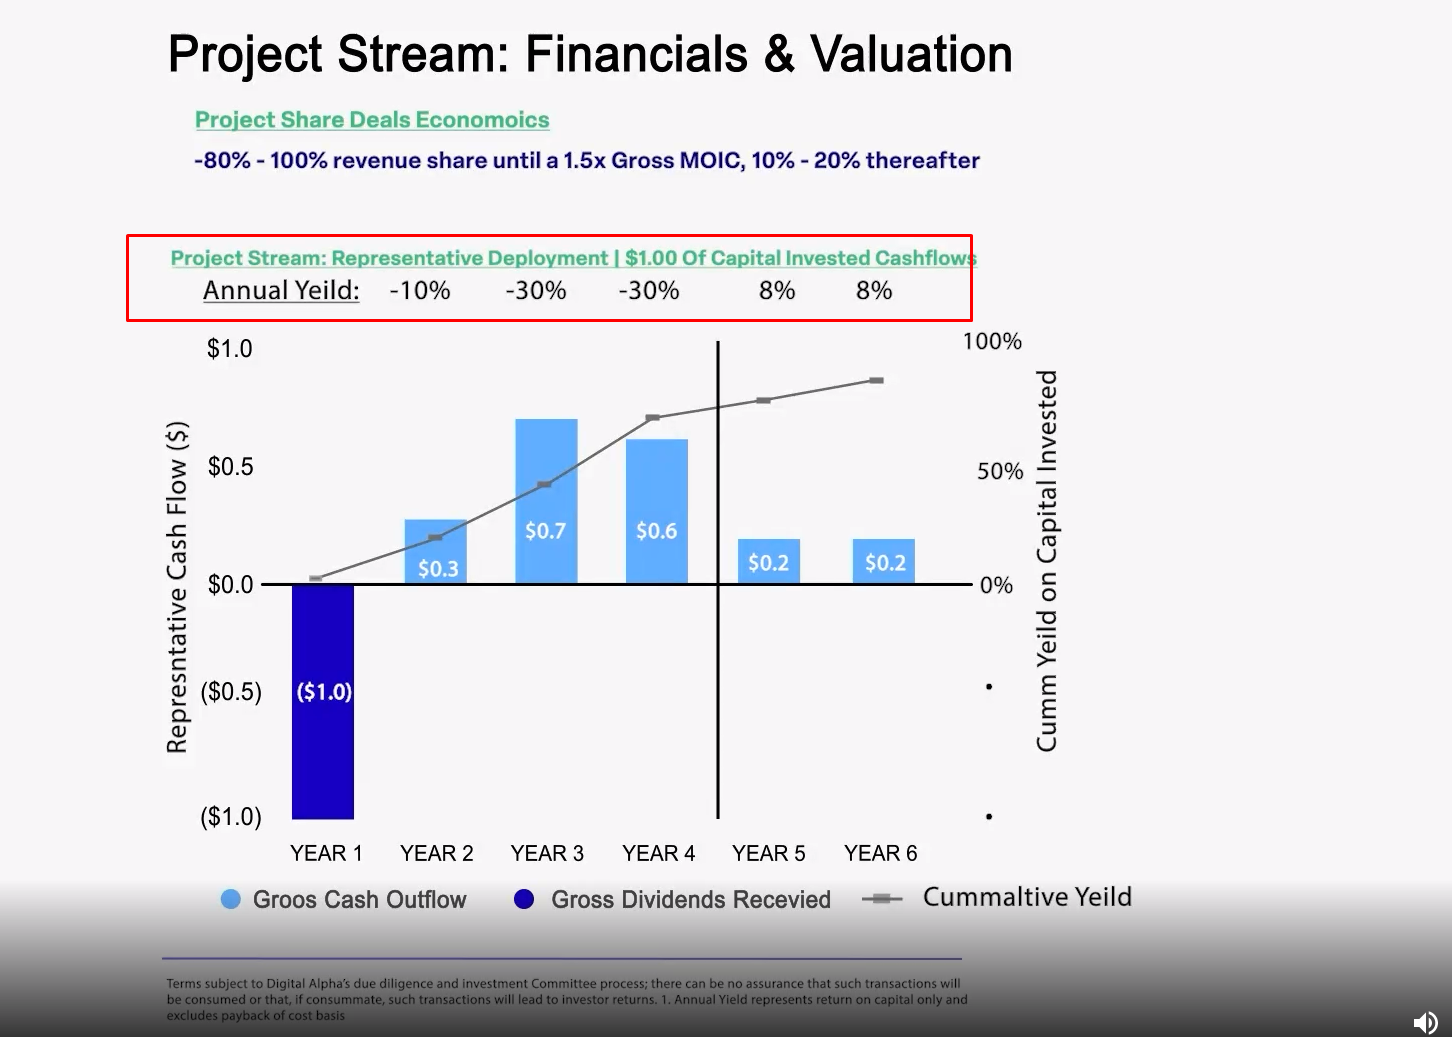 Project Stream: Financials & Valuation
Project Share Deals Economoics
-80% - 100% revenue share until a 1.5x Gross MOIC, 10% - 20% thereafter
Project Stream: Representative Deployment | $1.00 Of Capital Invested Cashflows
Annual Yeild: -10% -30% -30% 8% 8%
$1.0
$0.5
$0.0
($0.5)
($1.0)
Represntative Cash Flow ($)
($1.0)
$0.3
$0.7
$0.6
$0.2
$0.2
100%
50%
0%
Cumm Yeild on Capital Invested
YEAR 1 YEAR 2 YEAR 3 YEAR 4 YEAR 5 YEAR 6
Groos Cash Outflow Gross Dividends Recevied Cummaltive Yeild
Terms subject to Digital Alpha's due diligence and investment Committee process; there can be no assurance that such transactions will
be consumed or that, if consummate, such transactions will lead to investor returns. 1. Annual Yield represents return on capital only and
excludes payback of cost basis